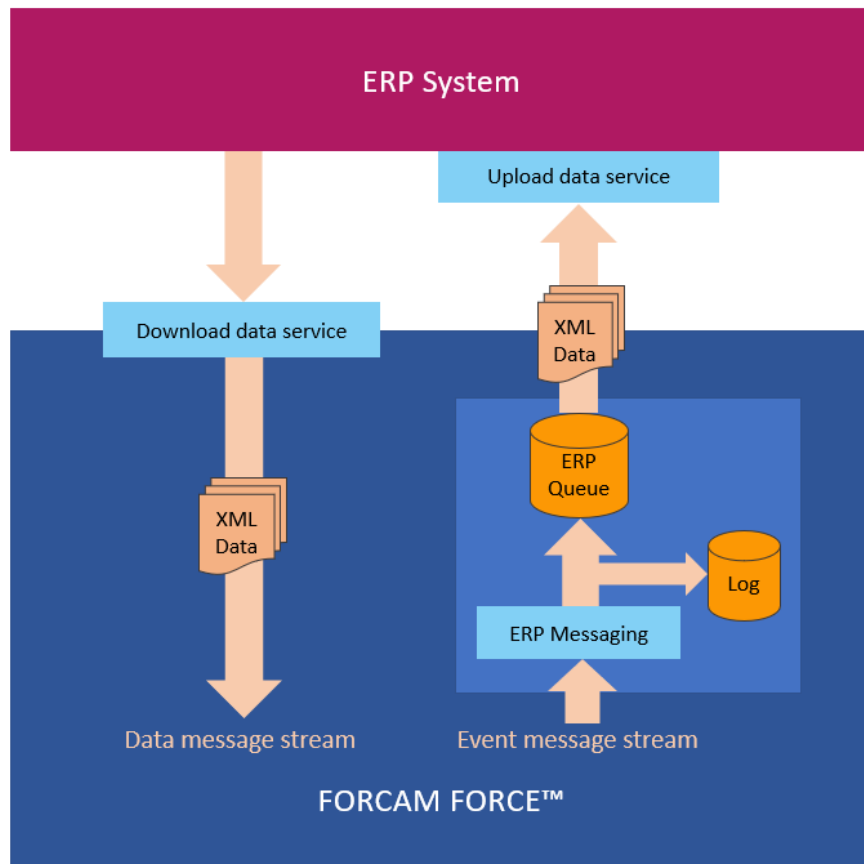 ERP System
Upload data service
Download data service
XML
Data
ERP
Queue
XML
Data
Log
ERP Messaging
Data message stream
Event message stream
FORCAM FORCE™